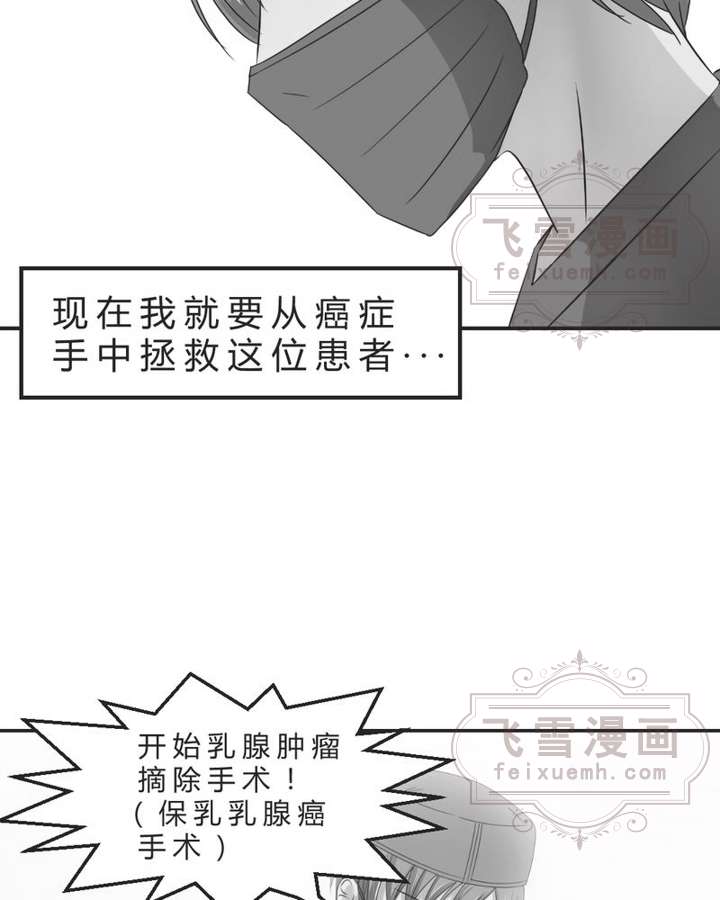 飞雪漫画
feixuemh.com
现在我就要从癌症
手中拯救这位患者···
飞雪漫画
feixuemh.com
开始乳腺肿瘤
摘除手术！
（保乳乳腺癌
手术）